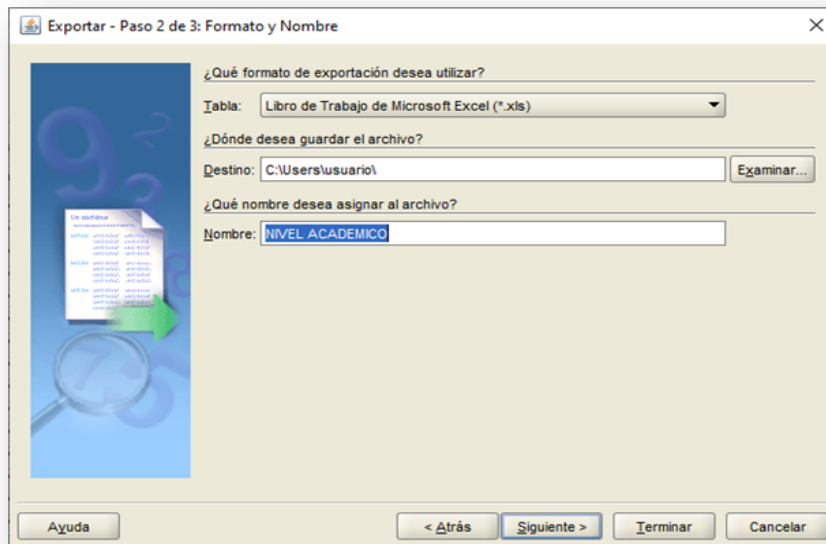 Exportar - Paso 2 de 3: Formato y Nombre
¿Qué formato de exportación desea utilizar?
Tabla: Libro de Trabajo de Microsoft Excel (*.xls)
¿Dónde desea guardar el archivo?
Destino: C:\Users\usuario\ Examinar...
¿Qué nombre desea asignar al archivo?
Nombre: NIVEL ACADEMICO
Ayuda < Atrás Siguiente > Terminar Cancelar